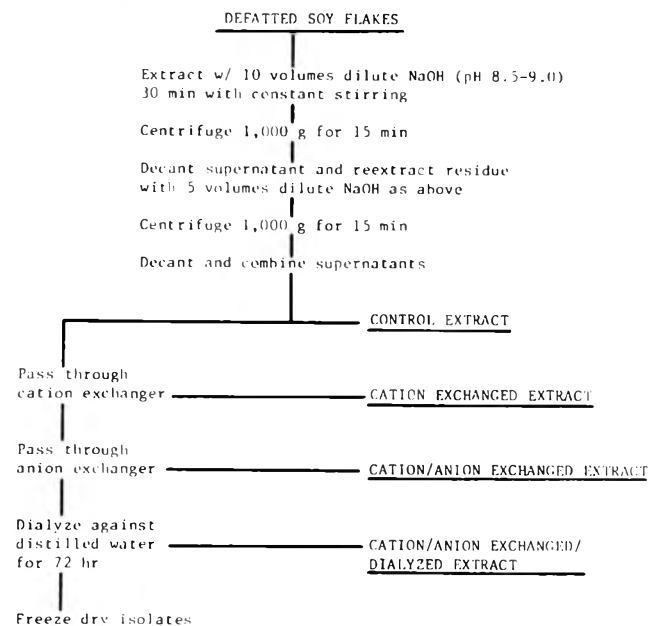 DEFATTED SOY FLAKES
Extract w/ 10 volumes dilute NaOH (pH 8.5-9.0)
30 min with constant stirring
Centrifuge 1,000 g for 15 min
Decant supernatant and reextract residue
with 5 volumes dilute NaOH as above
Centrifuge 1,000 g for 15 min
Decant and combine supernatants
CONTROL EXTRACT
Pass through
cation exchanger
CATION EXCHANGED EXTRACT
Pass through
anion exchanger
CATION/ANION EXCHANGED EXTRACT
Dialyze against
distilled water
for 72 hr
CATION/ANION EXCHANGED/
DIALYZED EXTRACT
Freeze dry isolates